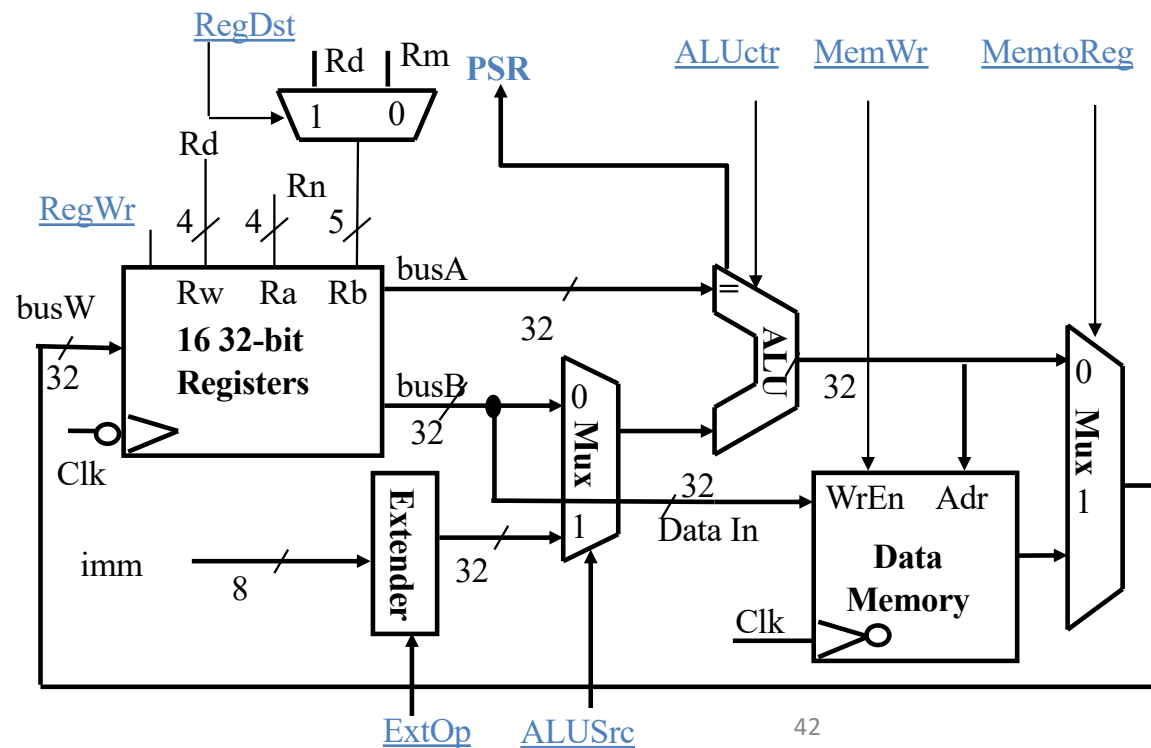 RegDst
Rd
Rm
PSR
ALUctr
MemWr
MemtoReg
1
0
Rd
Rn
RegWr
4
4
5
busW
32
Rw
Ra
Rb
16 32-bit
Registers
Clk
busA
32
busB
32
=
ALU
32
0
Mux
1
32
Data In
WrEn
Adr
Data
Memory
Clk
0
Mux
1
imm
8
Extender
32
ExtOp
ALUSrc
42